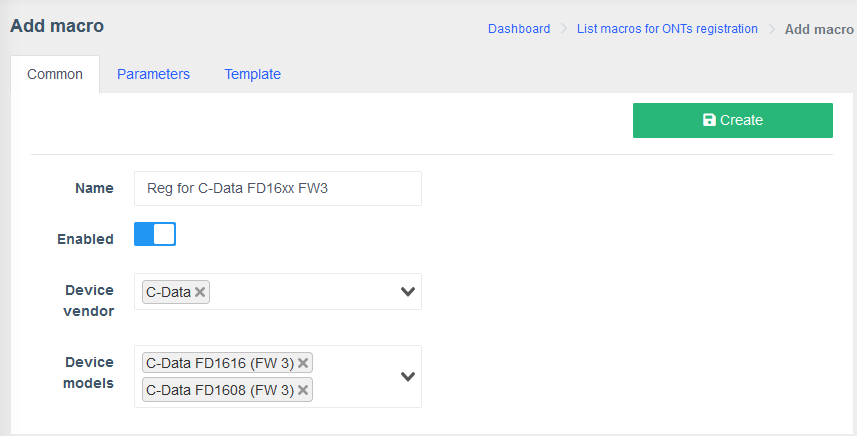 Add macro
Dashboard
List macros for ONTs registration
Add macro
Common
Parameters
Template
Create
Name
Reg for C-Data FD16xx FW3
Enabled
Device
vendor
C-Data
Device
models
C-Data FD1616 (FW 3)
C-Data FD1608 (FW 3)